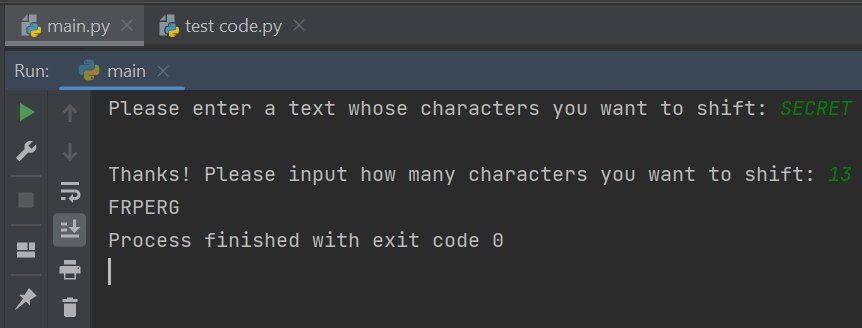 main.py test code.py
Run: main
Please enter a text whose characters you want to shift: SECRET
Thanks! Please input how many characters you want to shift: 13
FRPERG
Process finished with exit code 0